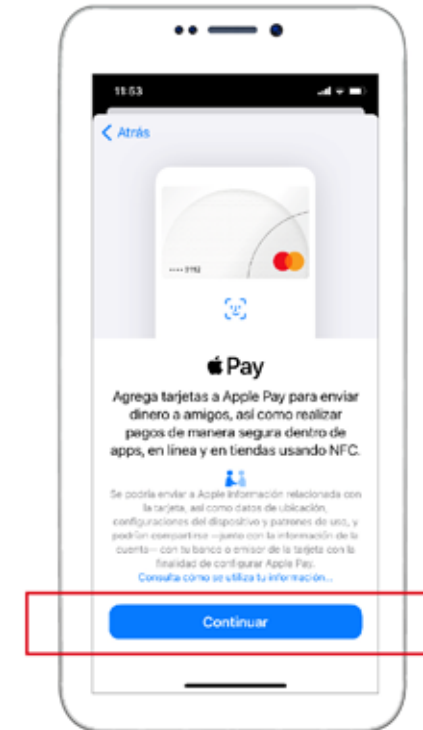 11:53
Atrás
Pay
Agrega tarjetas a Apple Pay para enviar
dinero a amigos, así como realizar
pagos de manera segura dentro de
apps, en línea y en tiendas usando NFC.
Se podría enviar a Apple información relacionada con
la tarjeta, así como datos de ubicación,
configuraciones del dispositivo y patrones de uso, y
podrían compartirse —junto con la información de la
cuenta— con tu banco o emisor de la tarjeta con la
finalidad de configurar Apple Pay.
Consulta cómo se utiliza tu información...
Continuar